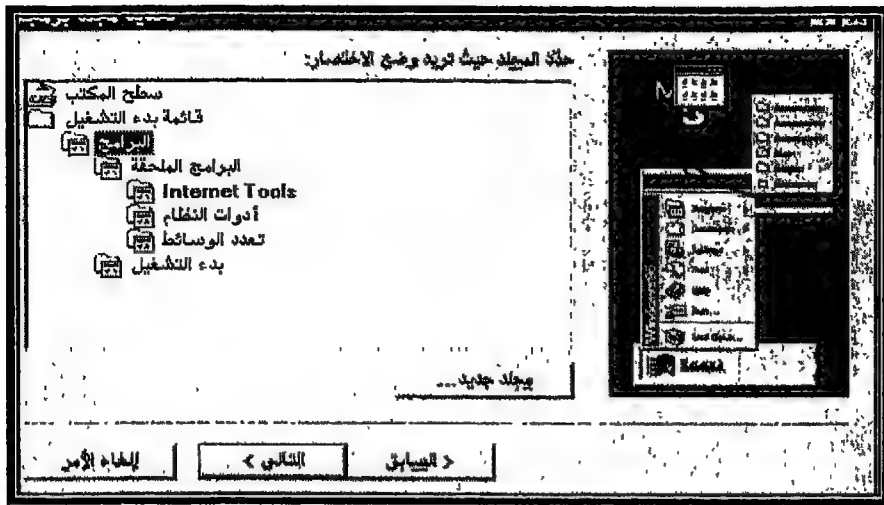 حدّد المجلد حيث تريد وضع الاختصار:
سطح المكتب
قائمة بدء التشغيل
البرامج
البرامج الملحقة
Internet Tools
أدوات النظام
تعدد الوسائط
بدء التشغيل
مجلد جديد...
< السابق
التالي >
إلغاء الأمر